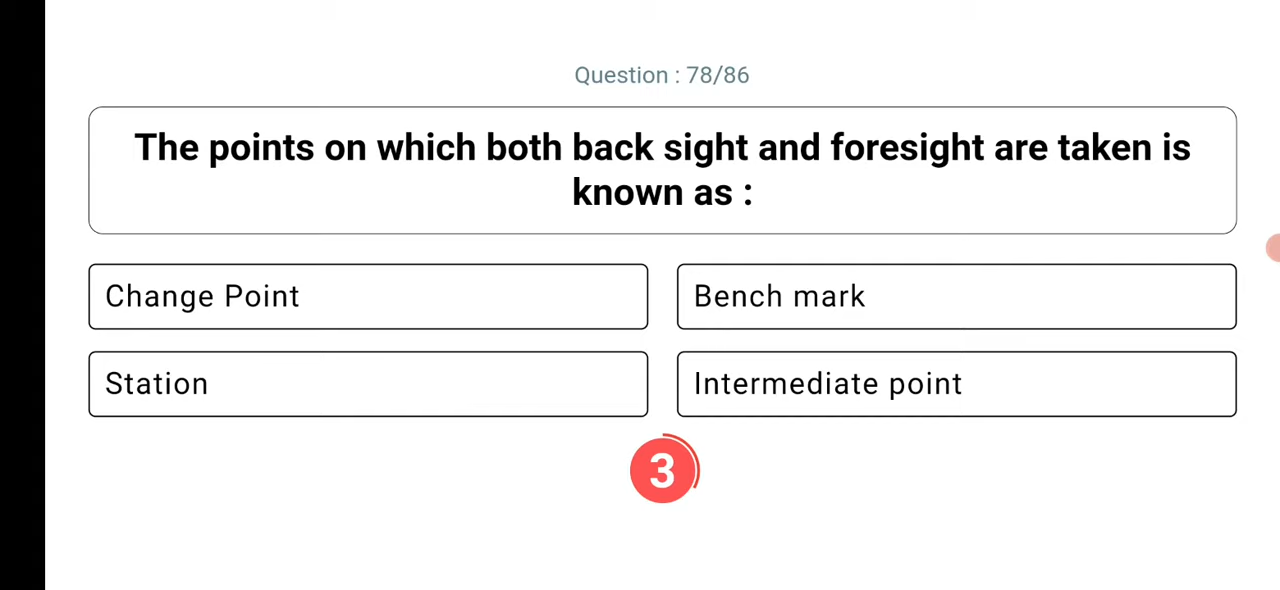 Question : 78/86
The points on which both back sight and foresight are taken is
known as :
Change Point
Bench mark
Station
Intermediate point
3